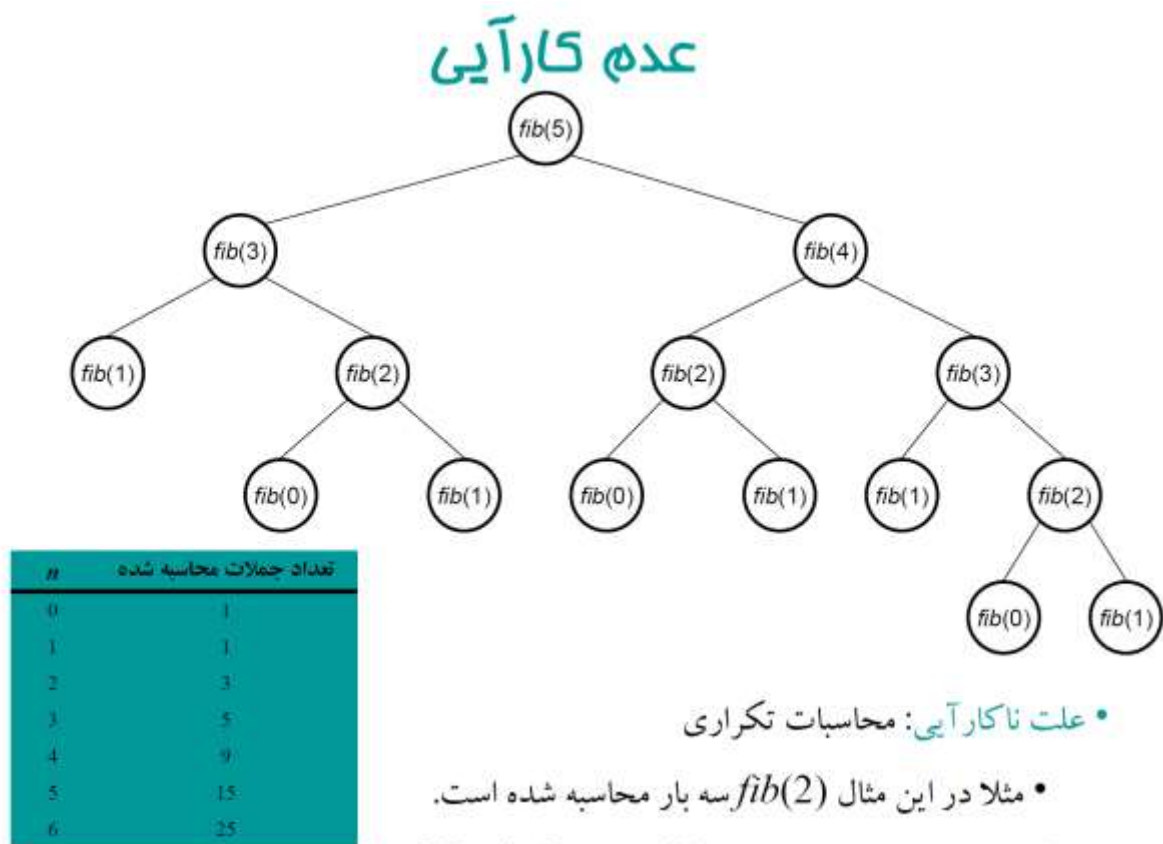 عدم کارآیی
fib(5)
fib(3) fib(4)
fib(1) fib(2) fib(2) fib(3)
fib(0) fib(1) fib(0) fib(1) fib(1) fib(2)
fib(0) fib(1)
n تعداد جملات محاسبه شده
0 1
1 1
2 3
3 5
4 9
5 15
6 25
• علت ناکارآیی: محاسبات تکراری
• مثلا در این مثال fib(2) سه بار محاسبه شده است.